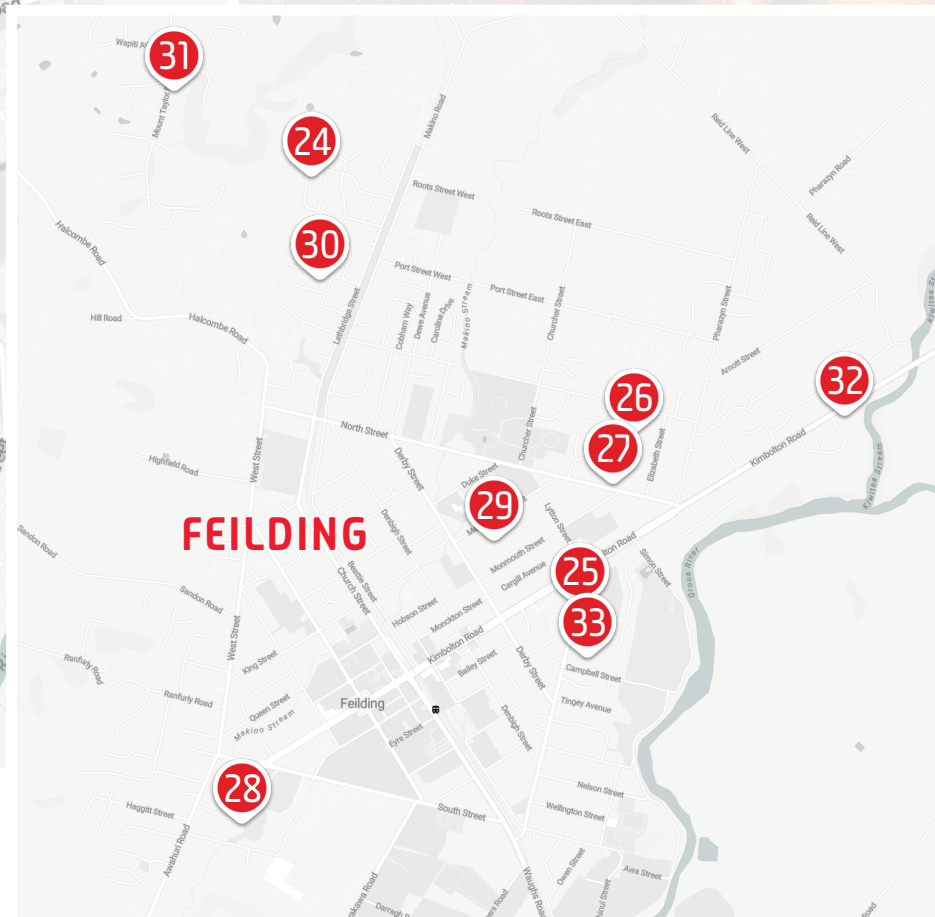 Wapiti
31
Mount Taylor
24
Makino Road
Reid Line West
Pharazyn Road
Roots Street West
Roots Street East
Reid Line West
30
Halcombe Road
Port Street West
Port Street East
Lethbridge Street
Cobham Way
Dewe Avenue
Caroline Drive
Makino Stream
Churcher Street
Pharazyn Street
Kiwitea
Hill Road
Halcombe Road
Arnott Street
32
26
27
North Street
Churcher Street
Elizabeth Street
Kimbolton Road
West Street
Derby Street
Highfield Road
Duke Street
29
Kiwitea Stream
FEILDING
Denbigh Street
Lytton Street
Sandon Road
Monmouth Street
Cargill Avenue
25
Road
Simon Street
Oroua River
Beattie Street
Church Street
Sandon Road
Hobson Street
Monckton Street
33
West Street
Kimbolton Road
King Street
Bailey Street
Derby Street
Campbell Street
Ranfurly Road
Ranfurly Road
Queen Street
Feilding
Tingey Avenue
Makino Stream
Eyre Street
Denbigh Street
28
Nelson Street
Haggitt Street
South Street
Wellington Street
Awahuri Road
Owen Street
Awa Street
Waughs Road
Road
Darragh
Road
Street
Road